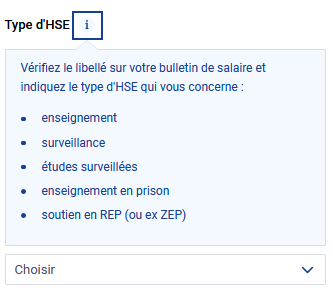 Type d'HSE i
Vérifiez le libellé sur votre bulletin de salaire et
indiquez le type d'HSE qui vous concerne :
• enseignement
• surveillance
• études surveillées
• enseignement en prison
• soutien en REP (ou ex ZEP)
Choisir